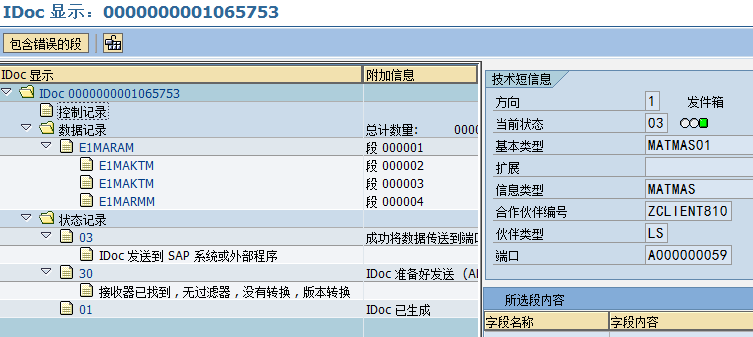 IDoc 显示：0000000001065753
包含错误的段
IDoc 显示 附加信息
IDoc 0000000001065753
控制记录
数据记录 总计数量: 0000
E1MARAM 段 000001
E1MAKTM 段 000002
E1MAKTM 段 000003
E1MARMM 段 000004
状态记录
03 成功将数据传送到端口
IDoc 发送到 SAP 系统或外部程序
30 IDoc 准备好发送（AL
接收器已找到，无过滤器，没有转换，版本转换
01 IDoc 已生成
技术短信息
方向 1 发件箱
当前状态 03
基本类型 MATMAS01
扩展
信息类型 MATMAS
合作伙伴编号 ZCLIENT810
伙伴类型 LS
端口 A000000059
所选段内容
字段名称 字段内容